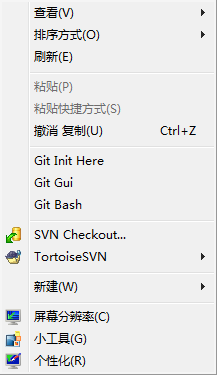 查看(V)
排序方式(O)
刷新(E)
粘贴(P)
粘贴快捷方式(S)
撤消 复制(U) Ctrl+Z
Git Init Here
Git Gui
Git Bash
SVN Checkout...
TortoiseSVN
新建(W)
屏幕分辨率(C)
小工具(G)
个性化(R)